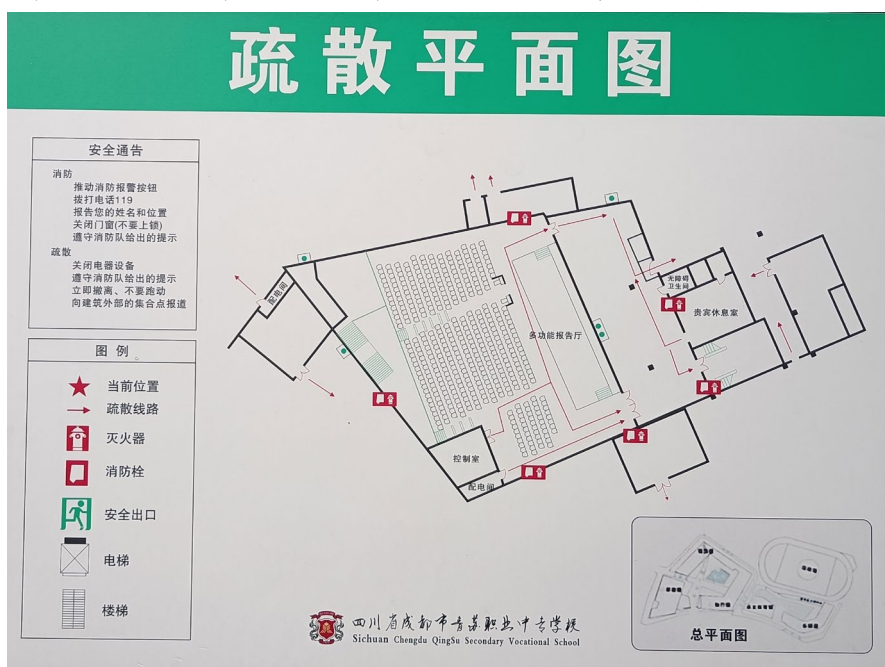 疏散平面图
安全通告
消防
推动消防报警按钮
拨打电话119
报告您的姓名和位置
关闭门窗(不要上锁)
遵守消防队给出的提示
疏散
关闭电器设备
遵守消防队给出的提示
立即撤离、不要跑动
向建筑外部的集合点报道
图例
当前位置
疏散线路
灭火器
消防栓
安全出口
电梯
楼梯
配电间
无障碍
卫生间
贵宾休息室
多功能报告厅
控制室
配电间
总平面图
四川省成都市青苏职业中专学校
Sichuan Chengdu QingSu Secondary Vocational School